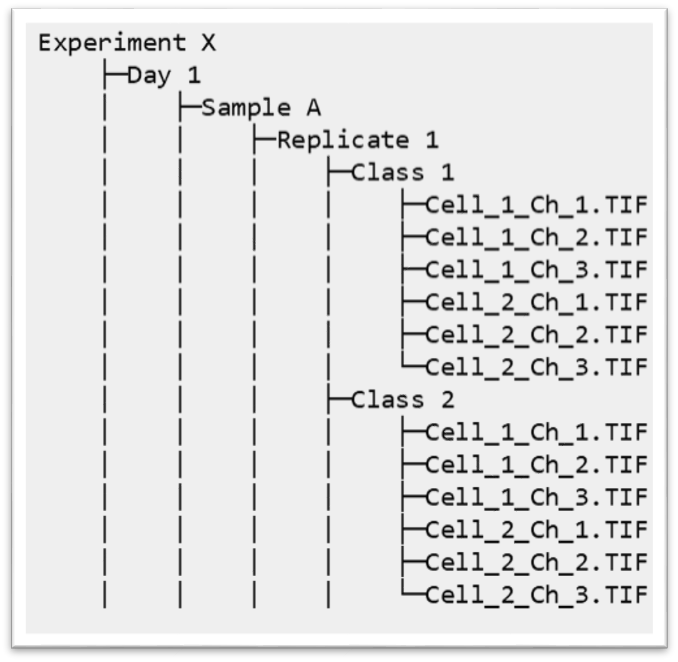 Experiment X
Day 1
Sample A
Replicate 1
Class 1
Cell_1_Ch_1.TIF
Cell_1_Ch_2.TIF
Cell_1_Ch_3.TIF
Cell_2_Ch_1.TIF
Cell_2_Ch_2.TIF
Cell_2_Ch_3.TIF
Class 2
Cell_1_Ch_1.TIF
Cell_1_Ch_2.TIF
Cell_1_Ch_3.TIF
Cell_2_Ch_1.TIF
Cell_2_Ch_2.TIF
Cell_2_Ch_3.TIF